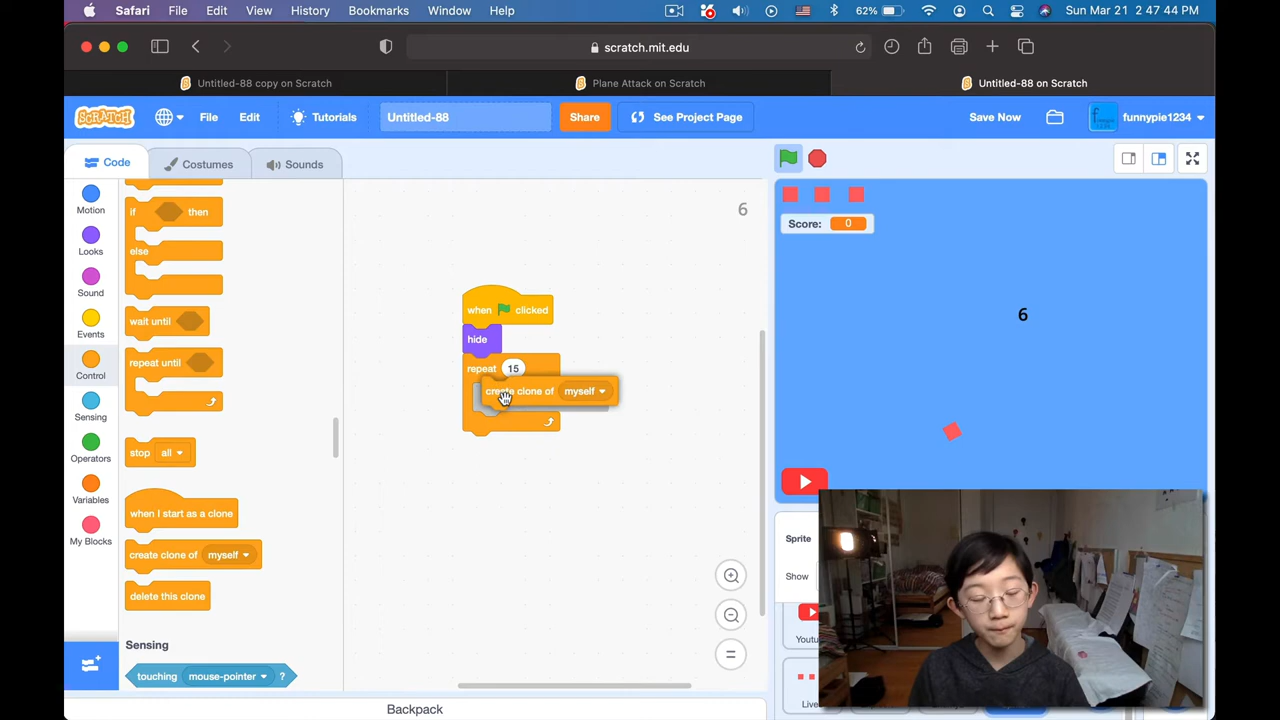 Safari File Edit View History Bookmarks Window Help 62% Sun Mar 21 2:47:44 PM
scratch.mit.edu
Untitled-88 copy on Scratch Plane Attack on Scratch Untitled-88 on Scratch
SCRATCH File Edit Tutorials Untitled-88 Share See Project Page Save Now funnypie1234
Code Costumes Sounds
Motion
Looks
Sound
Events
Control
Sensing
Operators
Variables
My Blocks
if then
else
wait until
repeat until
stop all
when I start as a clone
create clone of myself
delete this clone
Sensing
touching mouse-pointer ?
6
when clicked
hide
repeat 15
create clone of myself
Backpack
Score: 0
6
Sprite
Show
Youtu
Live